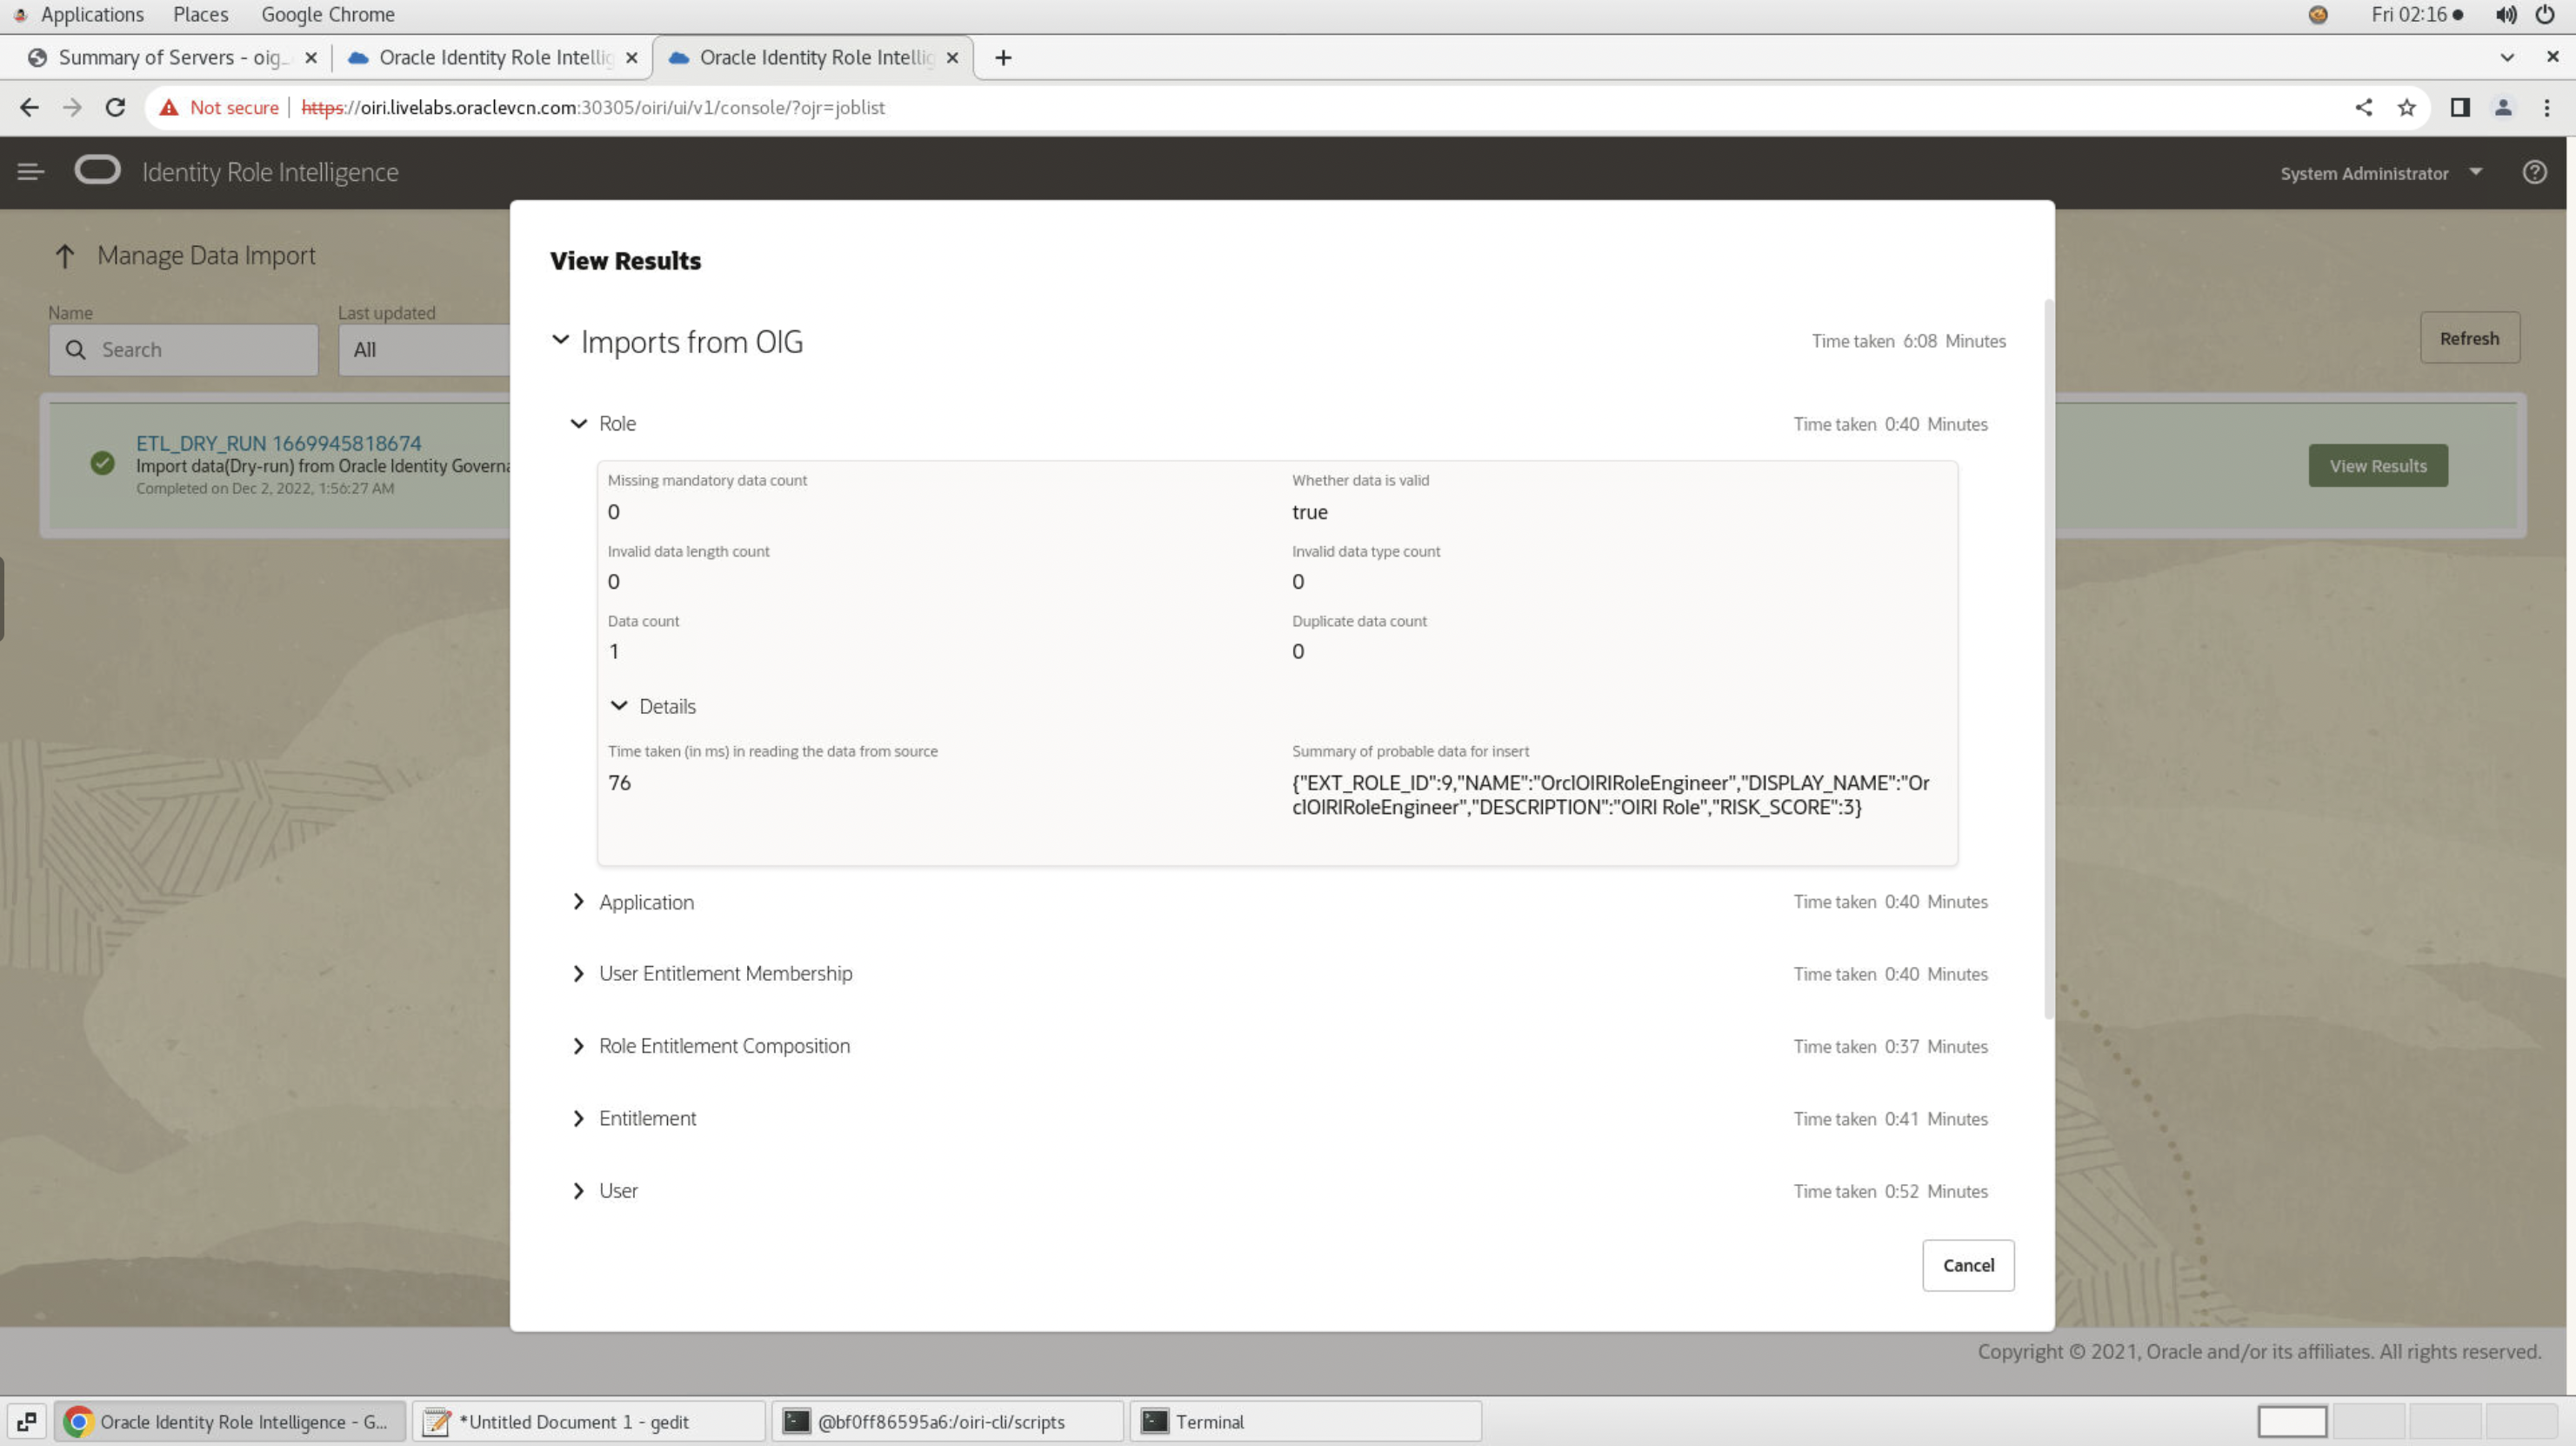 Applications Places Google Chrome Fri 02:16
Summary of Servers - oig_ Oracle Identity Role Intellig Oracle Identity Role Intellig
Not secure https://oiri.livelabs.oraclevcn.com:30305/oiri/ui/v1/console/?ojr=joblist
Identity Role Intelligence System Administrator
Manage Data Import
Name Last updated
Search All Refresh
ETL_DRY_RUN 1669945818674
Import data(Dry-run) from Oracle Identity Governa
Completed on Dec 2, 2022, 1:56:27 AM
View Results
View Results
Imports from OIG Time taken 6:08 Minutes
Role Time taken 0:40 Minutes
Missing mandatory data count Whether data is valid
0 true
Invalid data length count Invalid data type count
0 0
Data count Duplicate data count
1 0
Details
Time taken (in ms) in reading the data from source Summary of probable data for insert
76 {"EXT_ROLE_ID":9,"NAME":"OrclOIRIRoleEngineer","DISPLAY_NAME":"Or
clOIRIRoleEngineer","DESCRIPTION":"OIRI Role","RISK_SCORE":3}
Application Time taken 0:40 Minutes
User Entitlement Membership Time taken 0:40 Minutes
Role Entitlement Composition Time taken 0:37 Minutes
Entitlement Time taken 0:41 Minutes
User Time taken 0:52 Minutes
Cancel
Copyright © 2021, Oracle and/or its affiliates. All rights reserved.
Oracle Identity Role Intelligence - G... *Untitled Document 1 - gedit @bf0ff86595a6:/oiri-cli/scripts Terminal